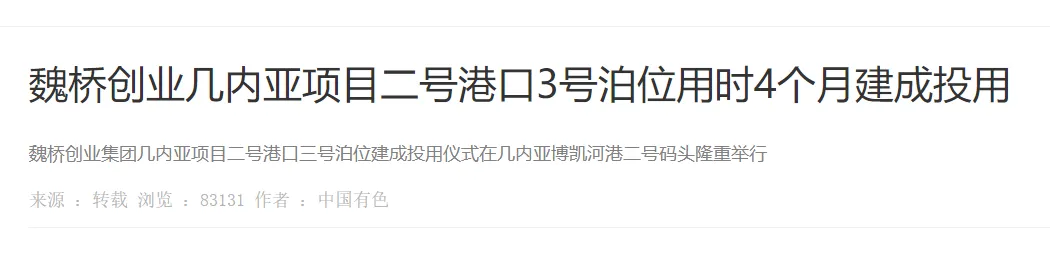 魏桥创业几内亚项目二号港口3号泊位用时4个月建成投用
魏桥创业集团几内亚项目二号港口三号泊位建成投用仪式在几内亚博凯河港二号码头隆重举行
来源 ：转载 浏览 ：83131 作者 ：中国有色